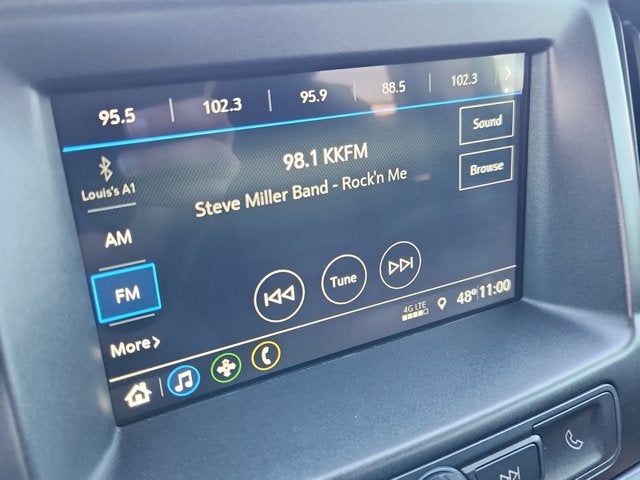 95.5 | 102.3 | 95.9 | 88.5 | 102.3 >
98.1 KKFM
Steve Miller Band - Rock'n Me
Sound
Browse
Louis's A1
AM
FM
More >
Tune
4G LTE
48° 11:00